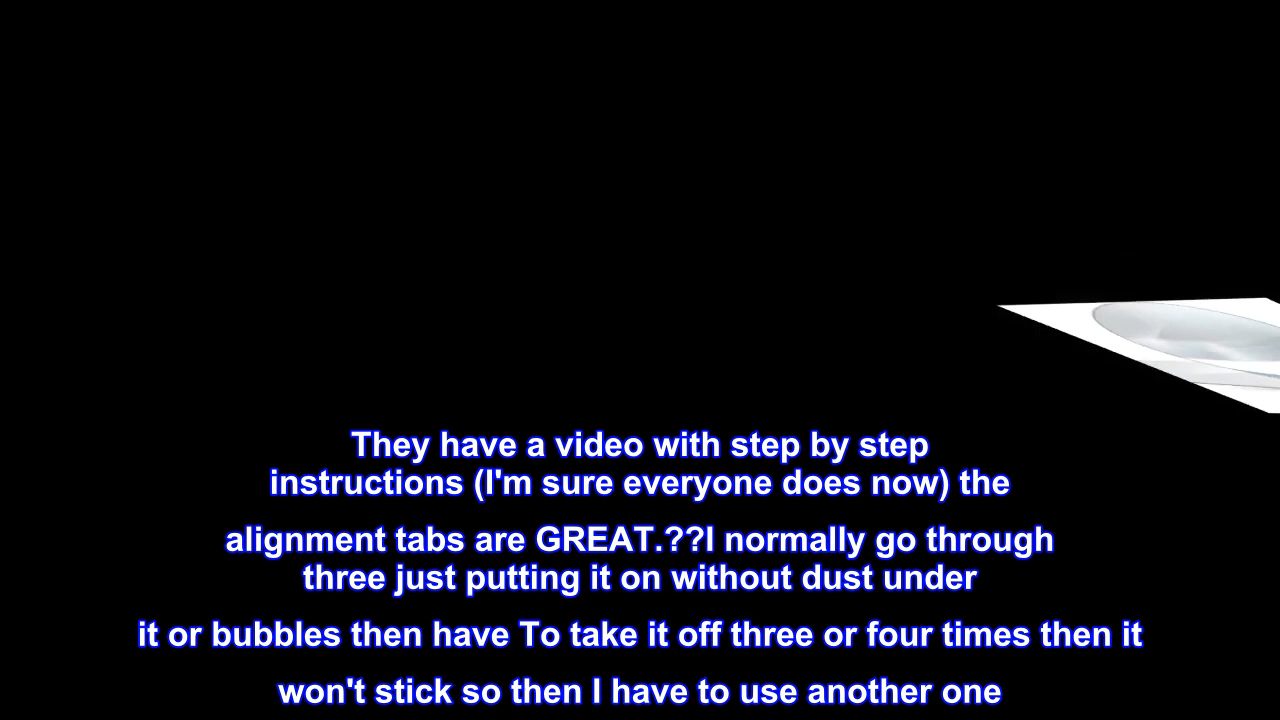 They have a video with step by step
instructions (I'm sure everyone does now) the
alignment tabs are GREAT.??I normally go through
three just putting it on without dust under
it or bubbles then have To take it off three or four times then it
won't stick so then I have to use another one